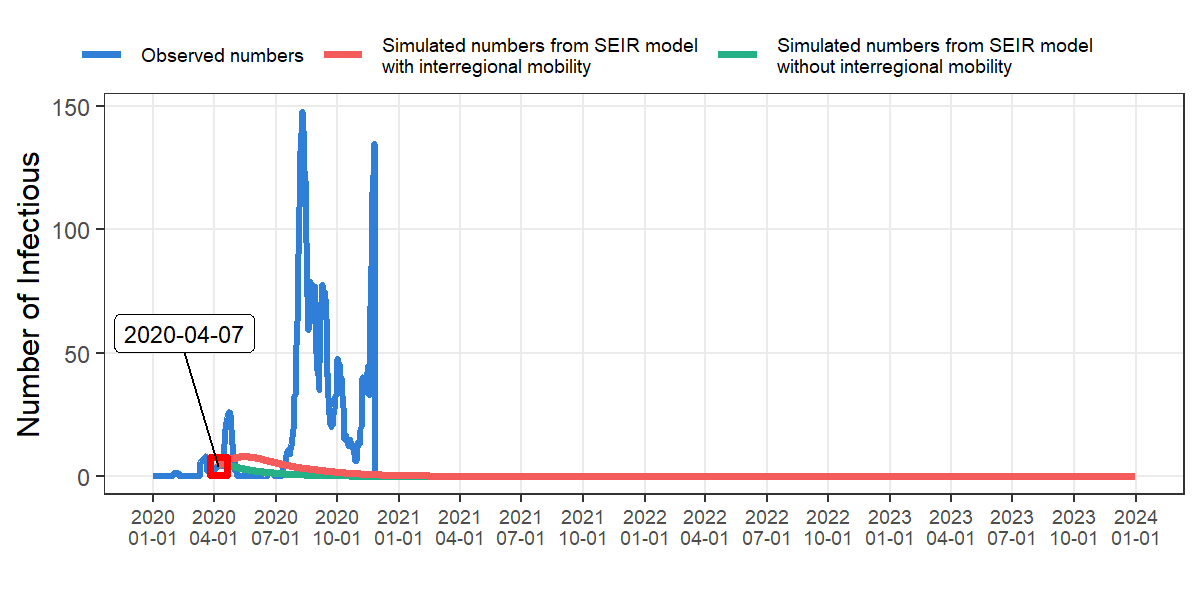 Observed numbers
Simulated numbers from SEIR model
with interregional mobility
Simulated numbers from SEIR model
without interregional mobility
Number of Infectious
150
100
50
0
2020-04-07
2020 2020 2020 2020 2021 2021 2021 2021 2022 2022 2022 2022 2023 2023 2023 2023 2024
01-01 04-01 07-01 10-01 01-01 04-01 07-01 10-01 01-01 04-01 07-01 10-01 01-01 04-01 07-01 10-01 01-01